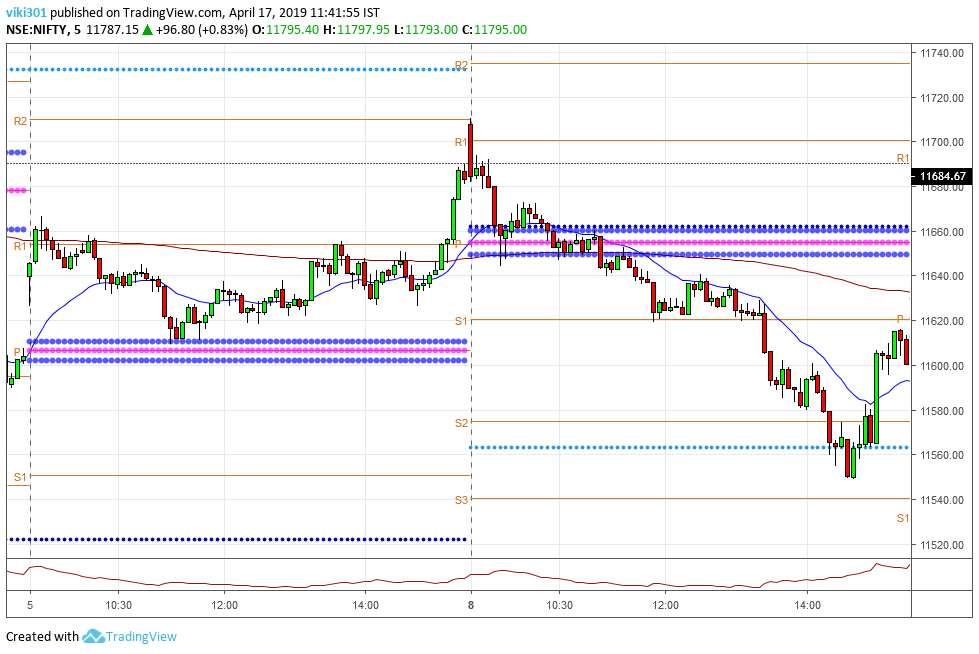 viki301 published on TradingView.com, April 17, 2019 11:41:55 IST
NSE:NIFTY, 5 11787.15 ▲ +96.80 (+0.83%) O:11795.40 H:11797.95 L:11793.00 C:11795.00
11740.00
R2
11720.00
R2
11700.00
R1
R1
11684.67
11680.00
11660.00
R1
P
11640.00
11620.00
S1
P
P
11600.00
11580.00
S2
11560.00
S1
11540.00
S3
S1
11520.00
5 10:30 12:00 14:00 8 10:30 12:00 14:00
Created with TradingView